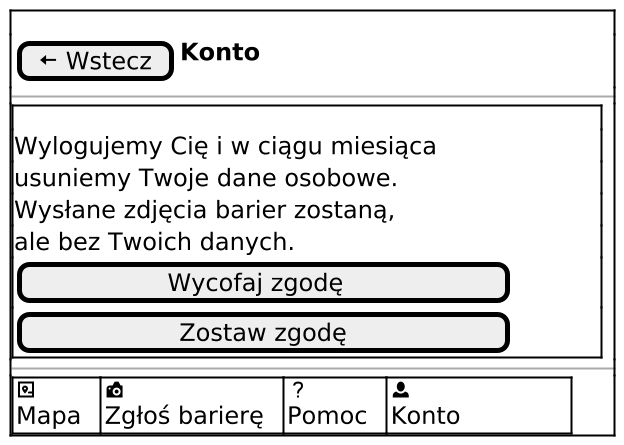 ← Wstecz Konto
Wylogujemy Cię i w ciągu miesiąca
usuniemy Twoje dane osobowe.
Wysłane zdjęcia barier zostaną,
ale bez Twoich danych.
Wycofaj zgodę
Zostaw zgodę
?
Mapa Zgłoś barierę Pomoc Konto